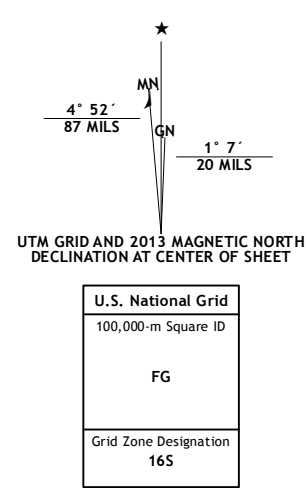 MN
4° 52´
87 MILS
GN
1° 7´
20 MILS
UTM GRID AND 2013 MAGNETIC NORTH
DECLINATION AT CENTER OF SHEET
U.S. National Grid
100,000-m Square ID
FG
Grid Zone Designation
16S